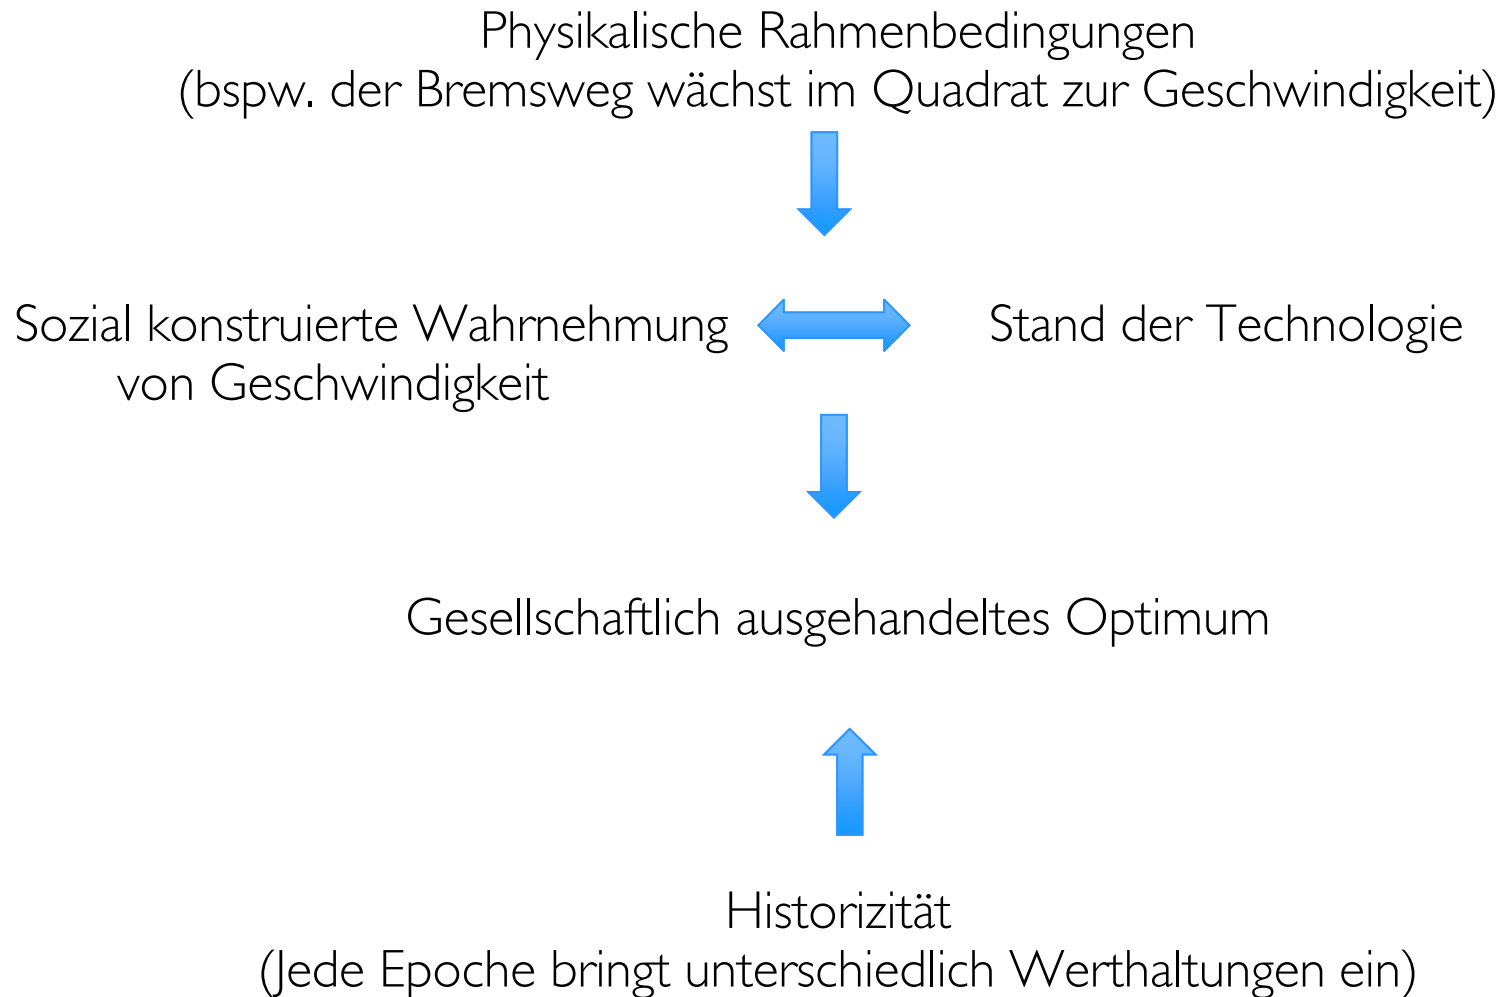 Physikalische Rahmenbedingungen
(bspw. der Bremsweg wächst im Quadrat zur Geschwindigkeit)
Sozial konstruierte Wahrnehmung
von Geschwindigkeit
Stand der Technologie
Gesellschaftlich ausgehandeltes Optimum
Historizität
(Jede Epoche bringt unterschiedlich Werthaltungen ein)